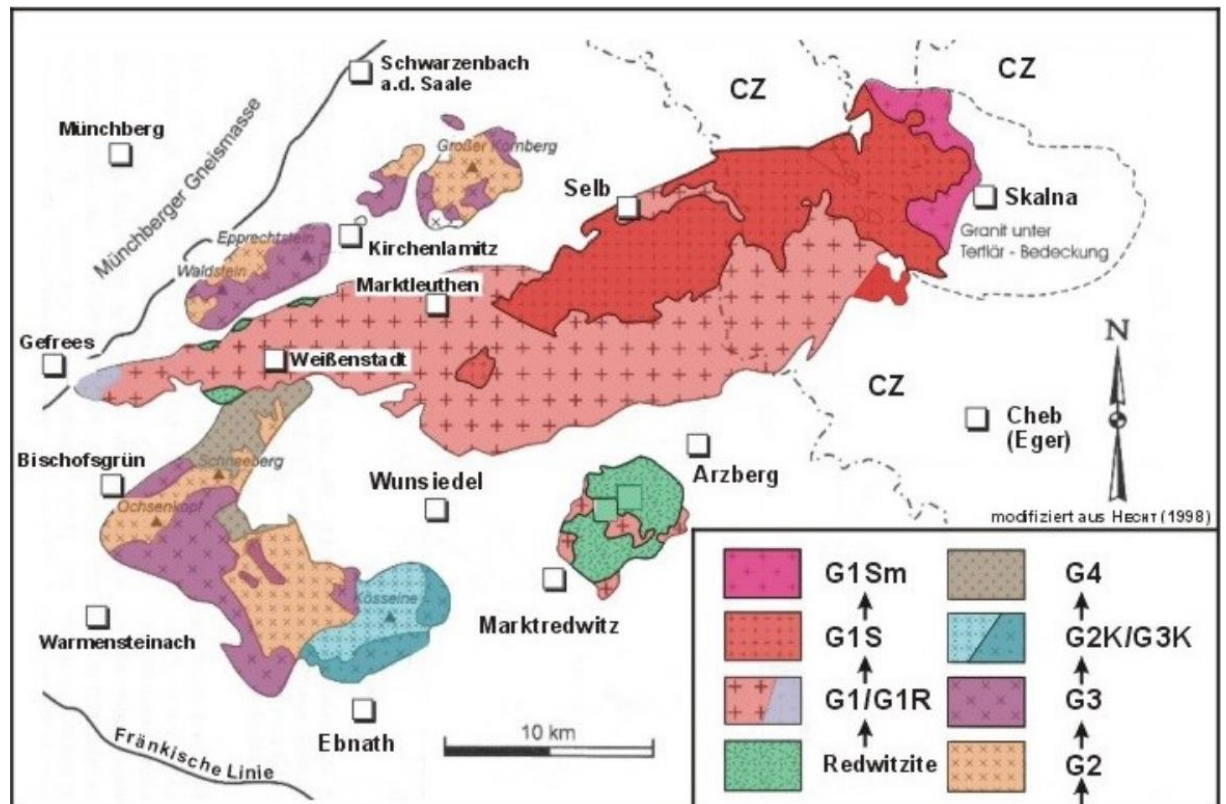 Schwarzenbach
a.d. Saale
CZ
CZ
Münchberg
Münchberger Gneismasse
Großer Kornberg
Selb
Skalna
Granit unter
Tertiär - Bedeckung
Epprechtstein
Kirchenlamitz
Waldstein
Marktleuthen
Gefrees
Weißenstadt
N
CZ
Cheb
(Eger)
Bischofsgrün
Schneeberg
Wunsiedel
Arzberg
Ochsenkopf
modifiziert aus HECHT (1998)
Kösseine
Marktredwitz
Warmensteinach
Ebnath
10 km
Fränkische Linie
G1Sm
G4
G1S
G2K/G3K
G1/G1R
G3
Redwitzite
G2